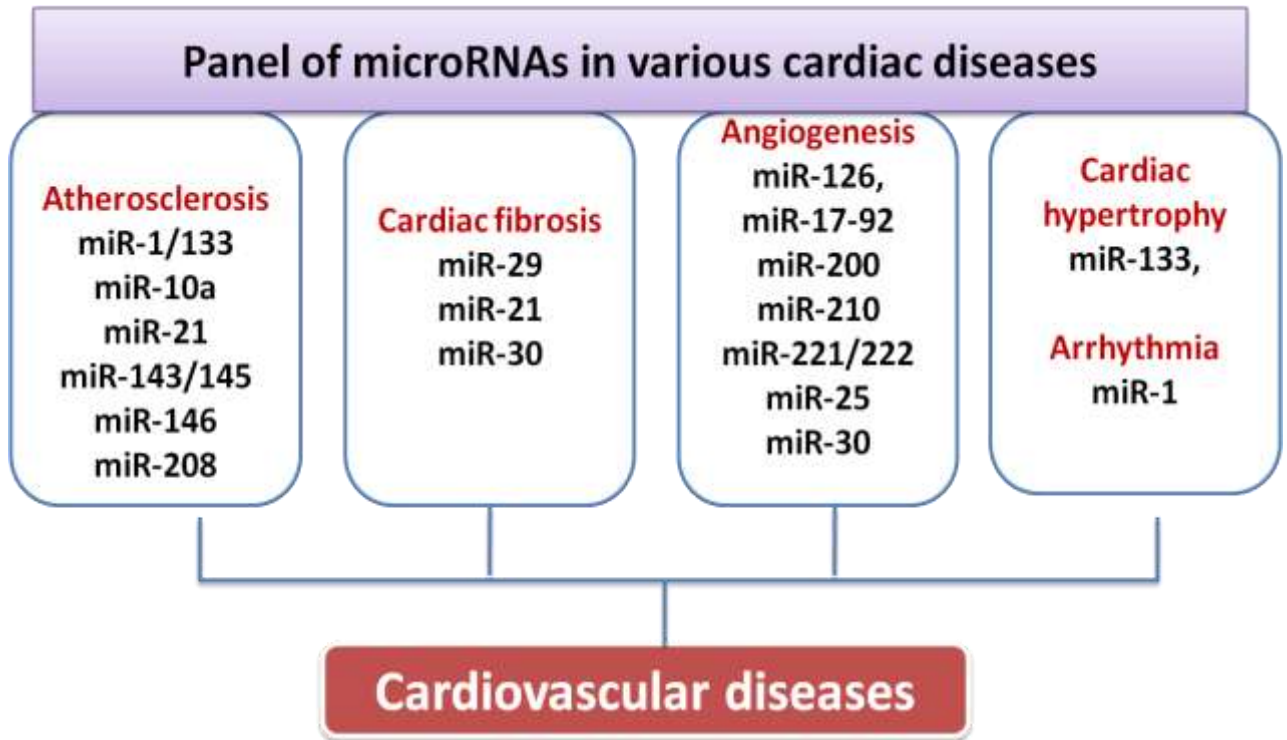 Panel of microRNAs in various cardiac diseases
Atherosclerosis
miR-1/133
miR-10a
miR-21
miR-143/145
miR-146
miR-208
Cardiac fibrosis
miR-29
miR-21
miR-30
Angiogenesis
miR-126,
miR-17-92
miR-200
miR-210
miR-221/222
miR-25
miR-30
Cardiac
hypertrophy
miR-133,
Arrhythmia
miR-1
Cardiovascular diseases